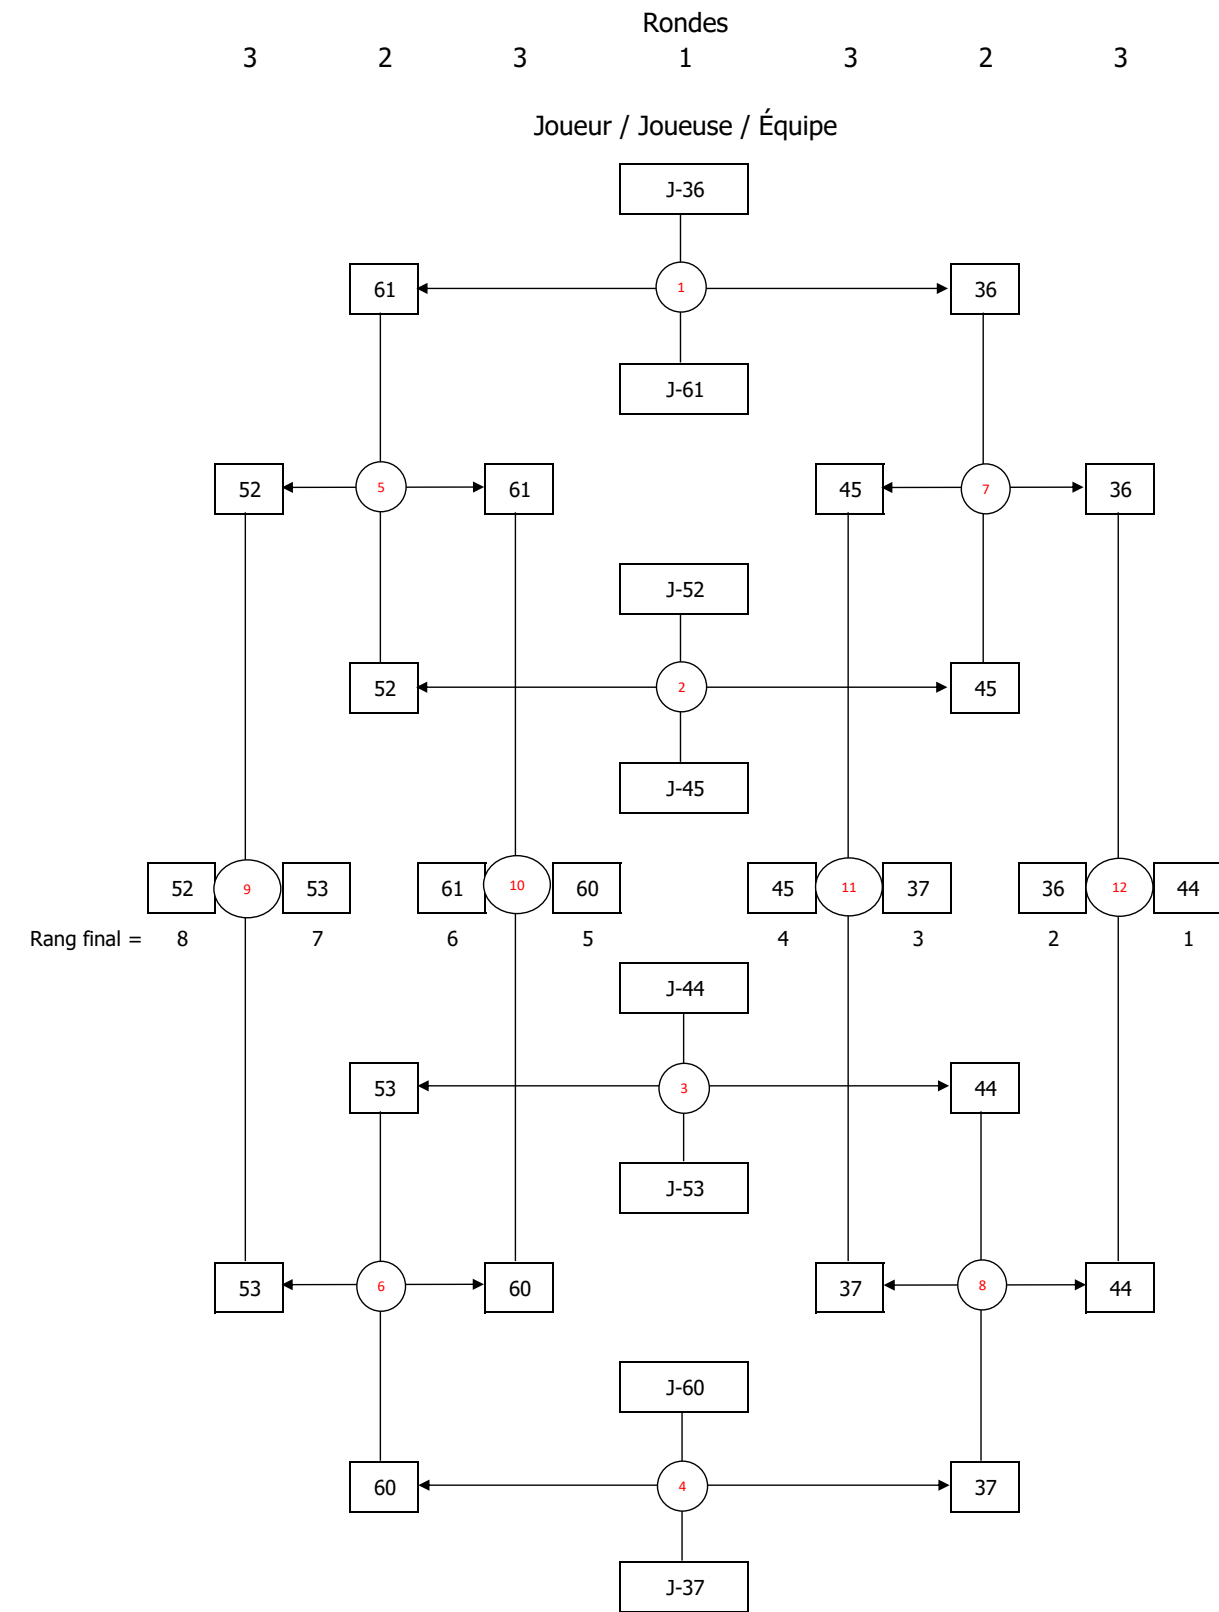 Rondes
3 2 3 1 3 2 3
Joueur / Joueuse / Équipe
J-36
61 1 36
J-61
52 5 61 45 7 36
J-52
52 2 45
J-45
52 9 53 61 10 60 45 11 37 36 12 44
Rang final = 8 7 6 5 4 3 2 1
J-44
53 3 44
J-53
53 6 60 37 8 44
J-60
60 4 37
J-37